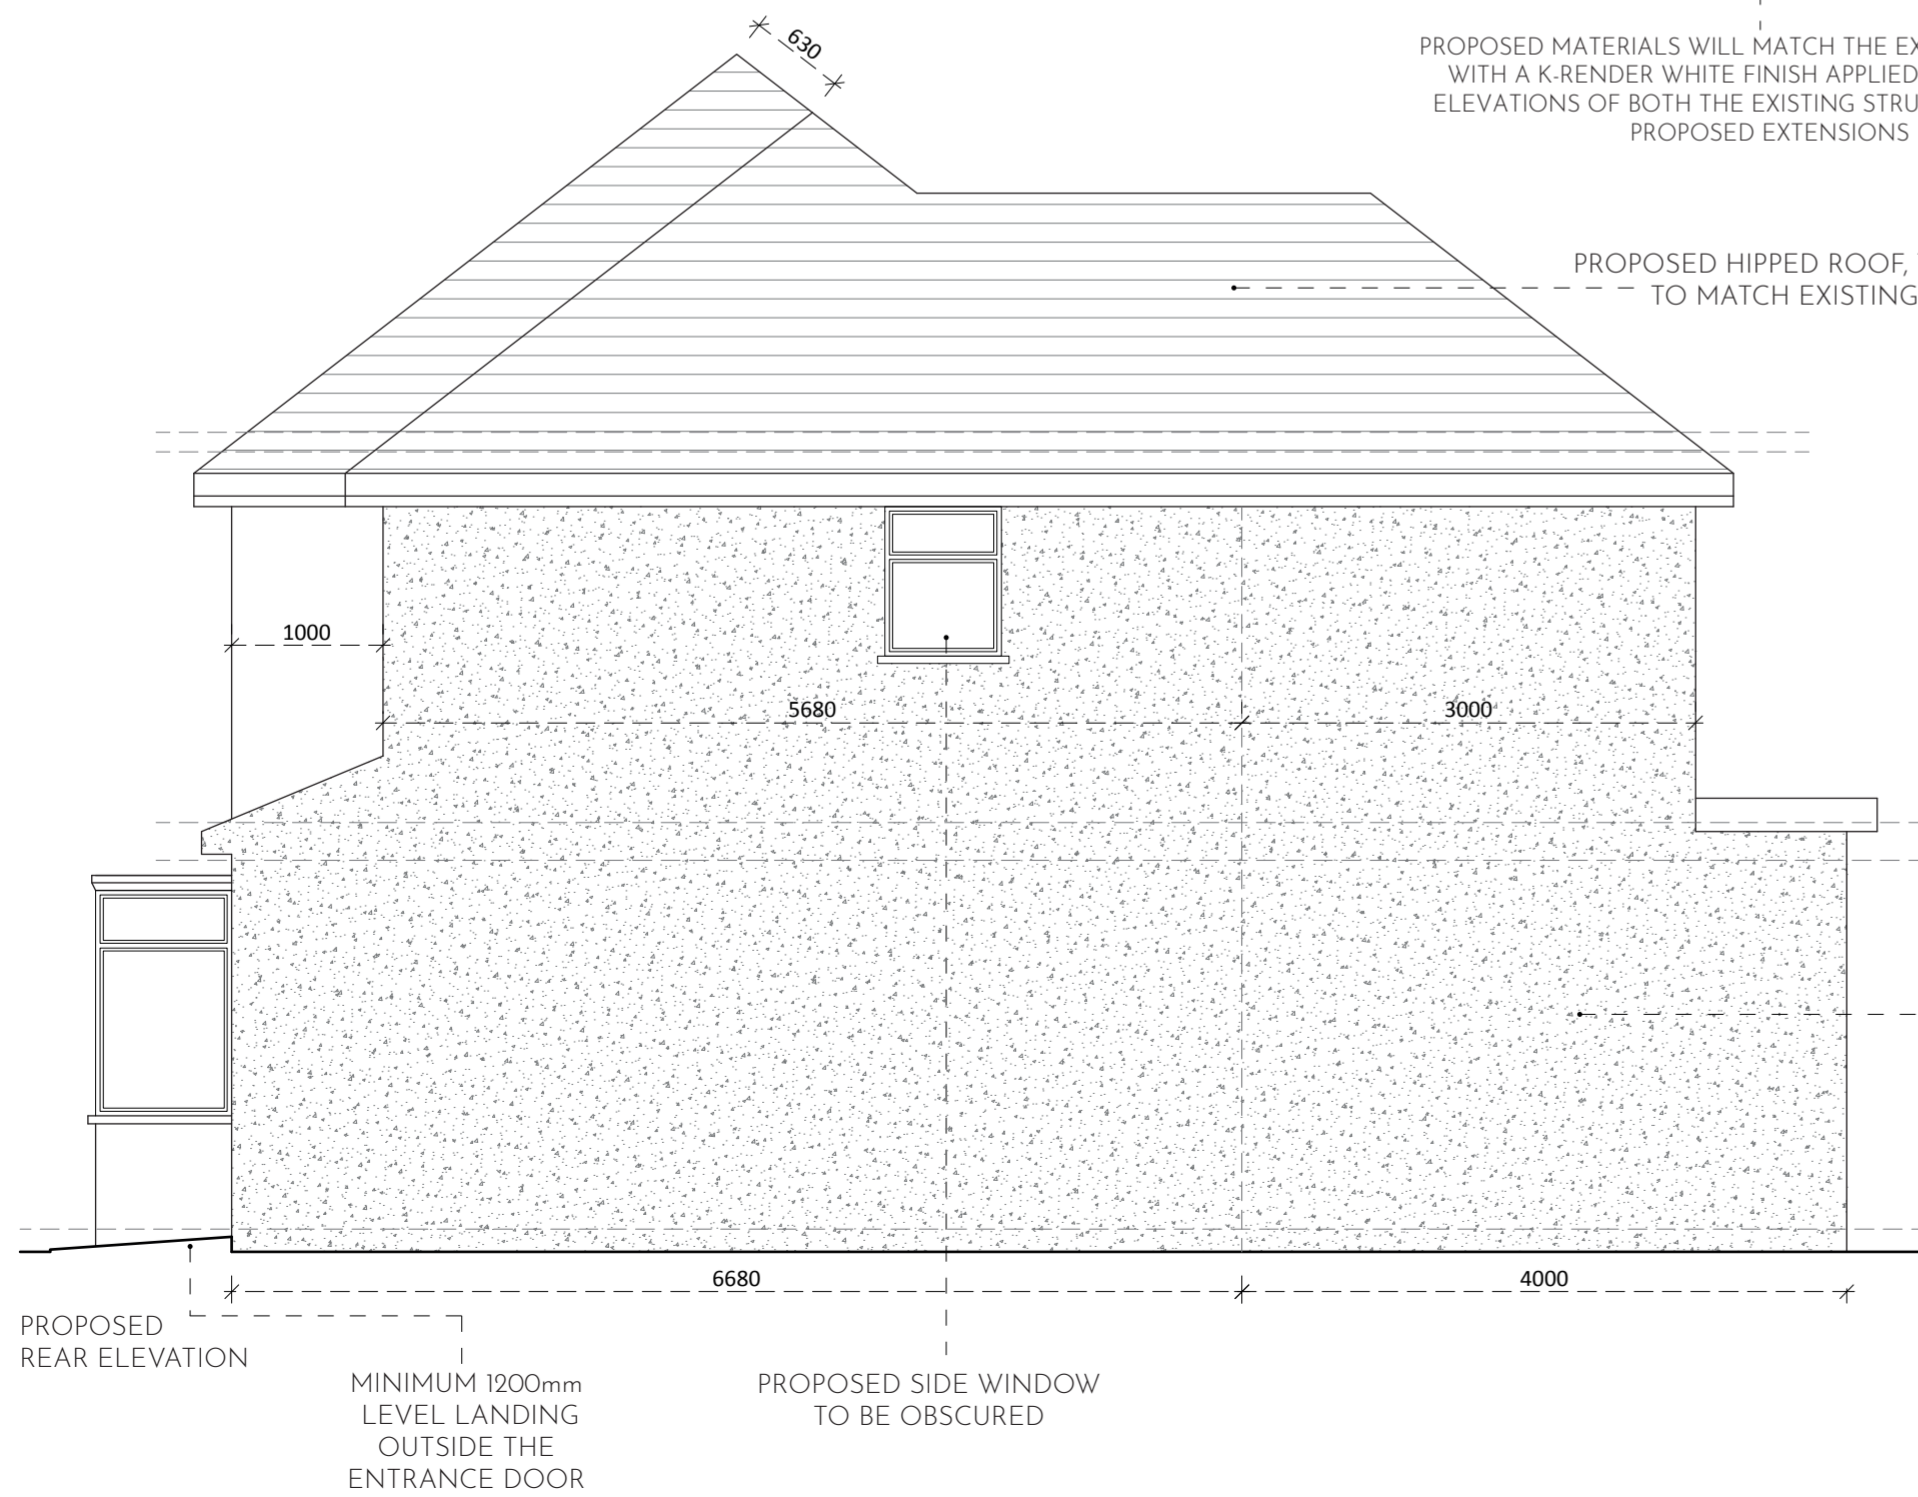 630
PROPOSED MATERIALS WILL MATCH THE EX
WITH A K-RENDER WHITE FINISH APPLIED
ELEVATIONS OF BOTH THE EXISTING STRU
PROPOSED EXTENSIONS
PROPOSED HIPPED ROOF,
TO MATCH EXISTING
1000
5680
3000
6680
4000
PROPOSED
REAR ELEVATION
MINIMUM 1200mm
LEVEL LANDING
OUTSIDE THE
ENTRANCE DOOR
PROPOSED SIDE WINDOW
TO BE OBSCURED